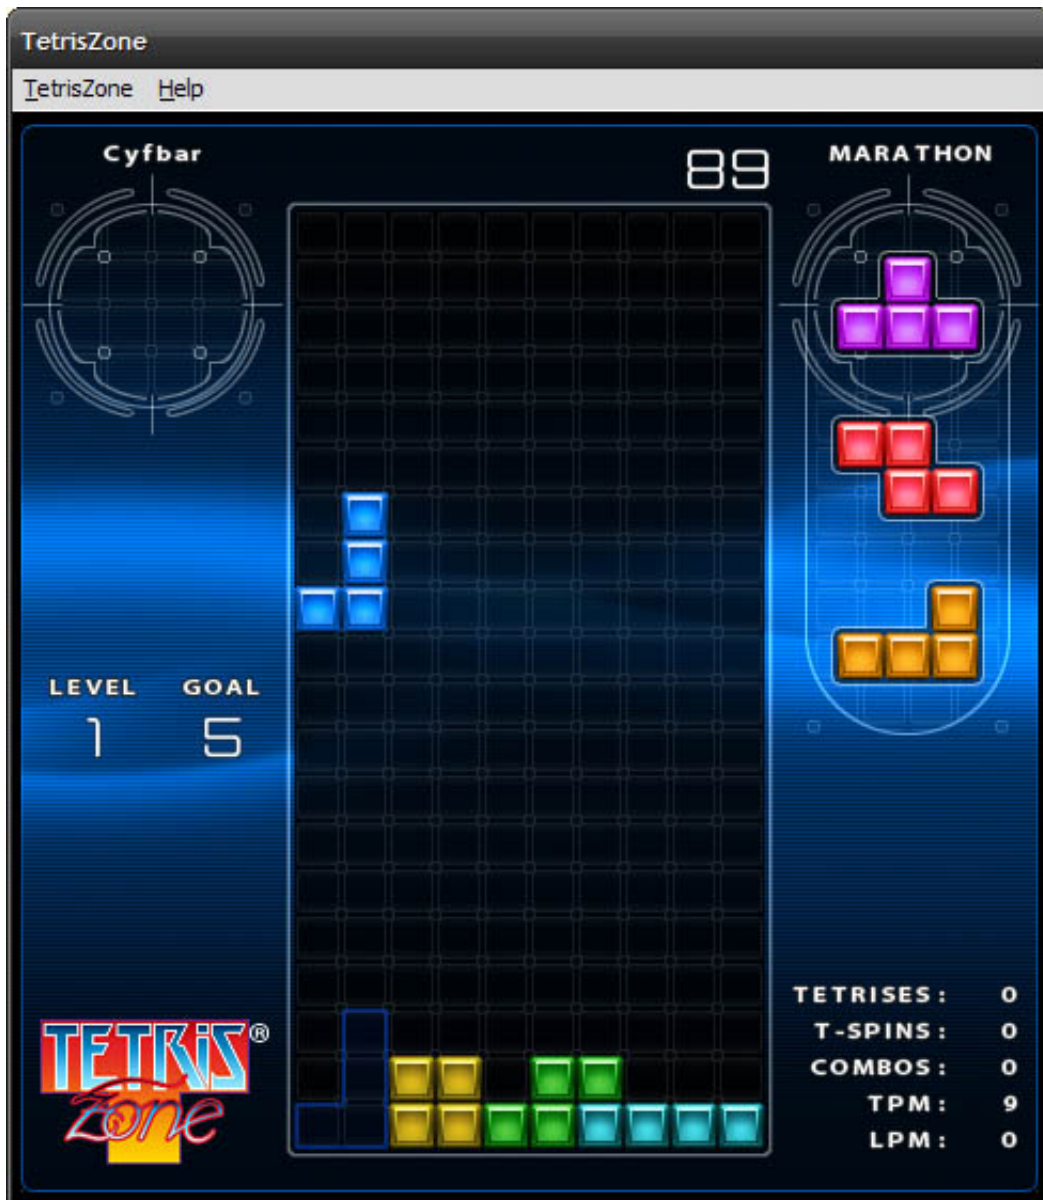 TetrisZone
TetrisZone Help
Cyfbar
89
MARATHON
LEVEL GOAL
1 5
TETRISES: 0
T-SPINS: 0
COMBOS: 0
TPM: 9
LPM: 0
TETRIS®
Zone